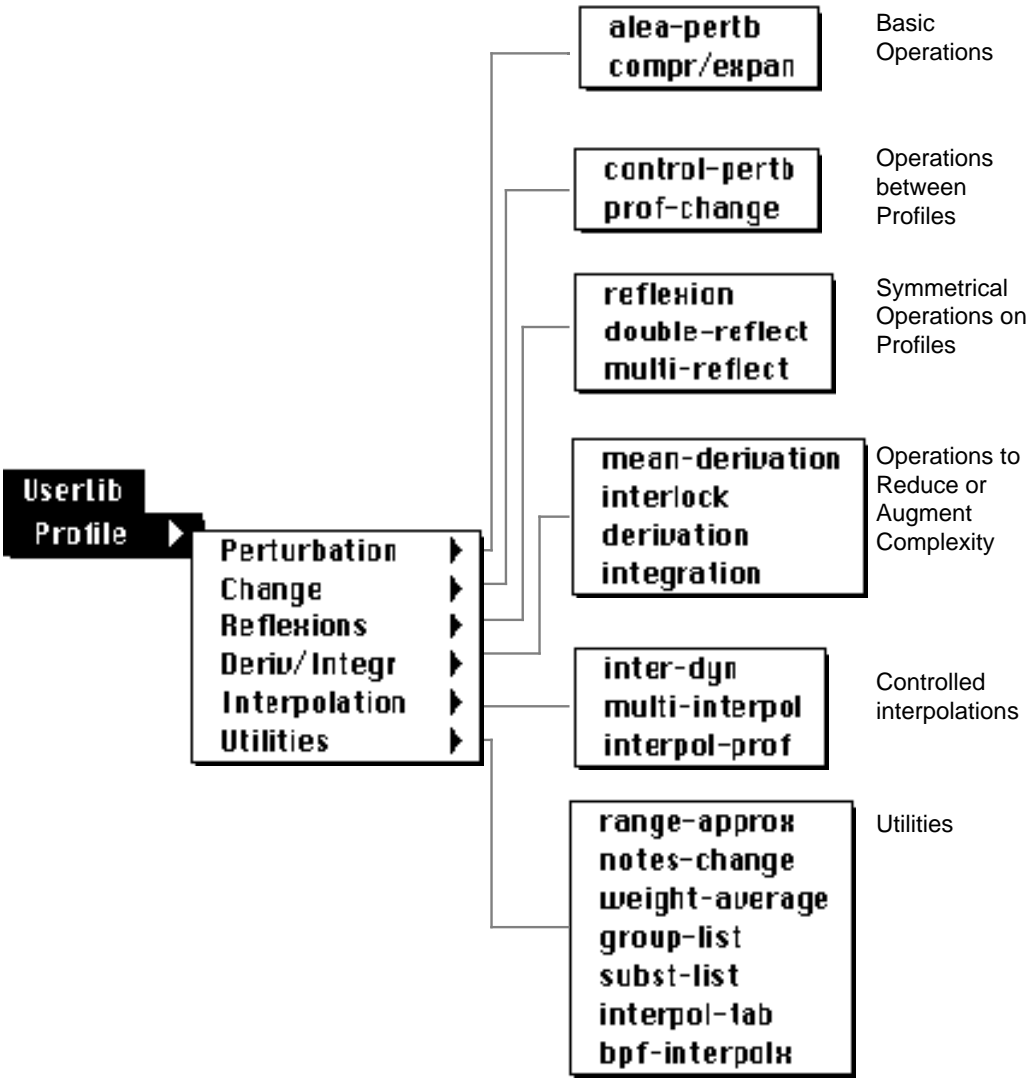 alea-pertb
compr/expan
Basic
Operations
control-pertb
prof-change
Operations
between
Profiles
reflexion
double-reflect
multi-reflect
Symmetrical
Operations on
Profiles
mean-derivation
interlock
derivation
integration
Operations to
Reduce or
Augment
Complexity
Userlib
Profile
Perturbation
Change
Reflexions
Deriv/Integr
Interpolation
Utilities
inter-dyn
multi-interpol
interpol-prof
Controlled
interpolations
range-approx
notes-change
weight-average
group-list
subst-list
interpol-tab
bpf-interpolx
Utilities